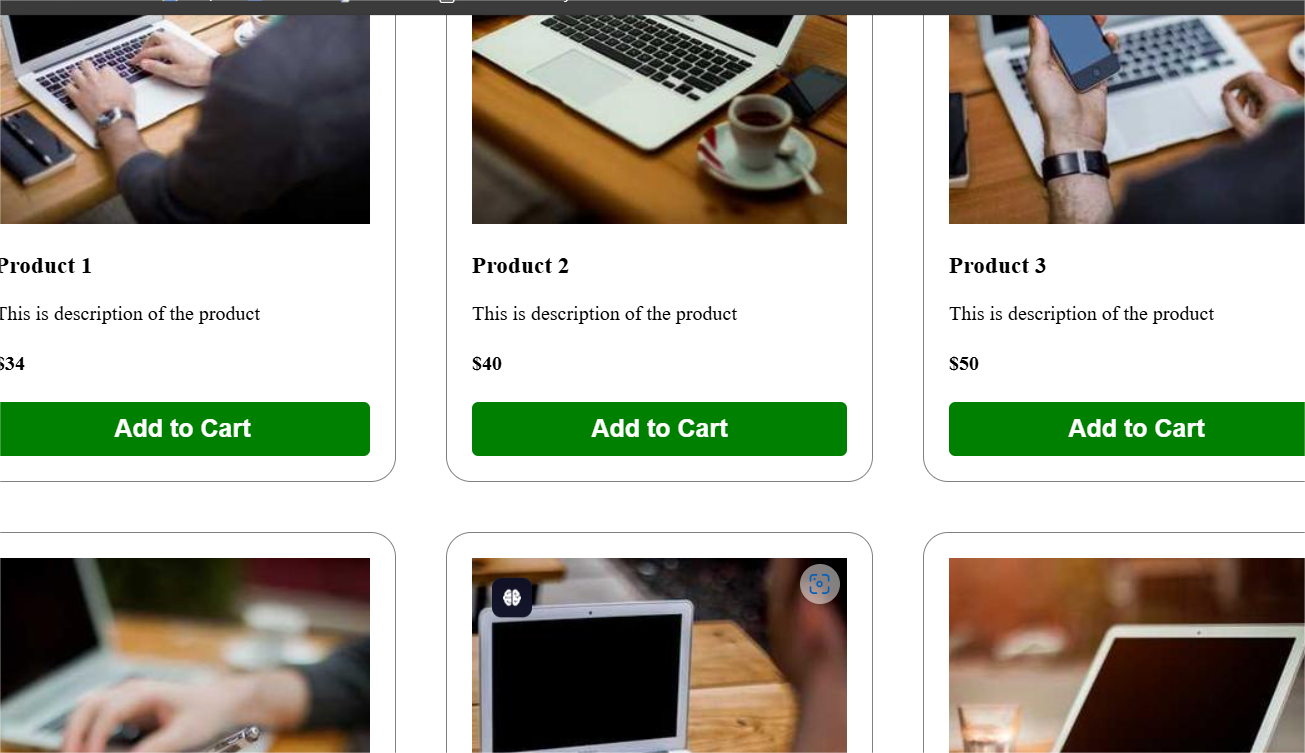 Product 1
This is description of the product
$34
Add to Cart
Product 2
This is description of the product
$40
Add to Cart
Product 3
This is description of the product
$50
Add to Cart